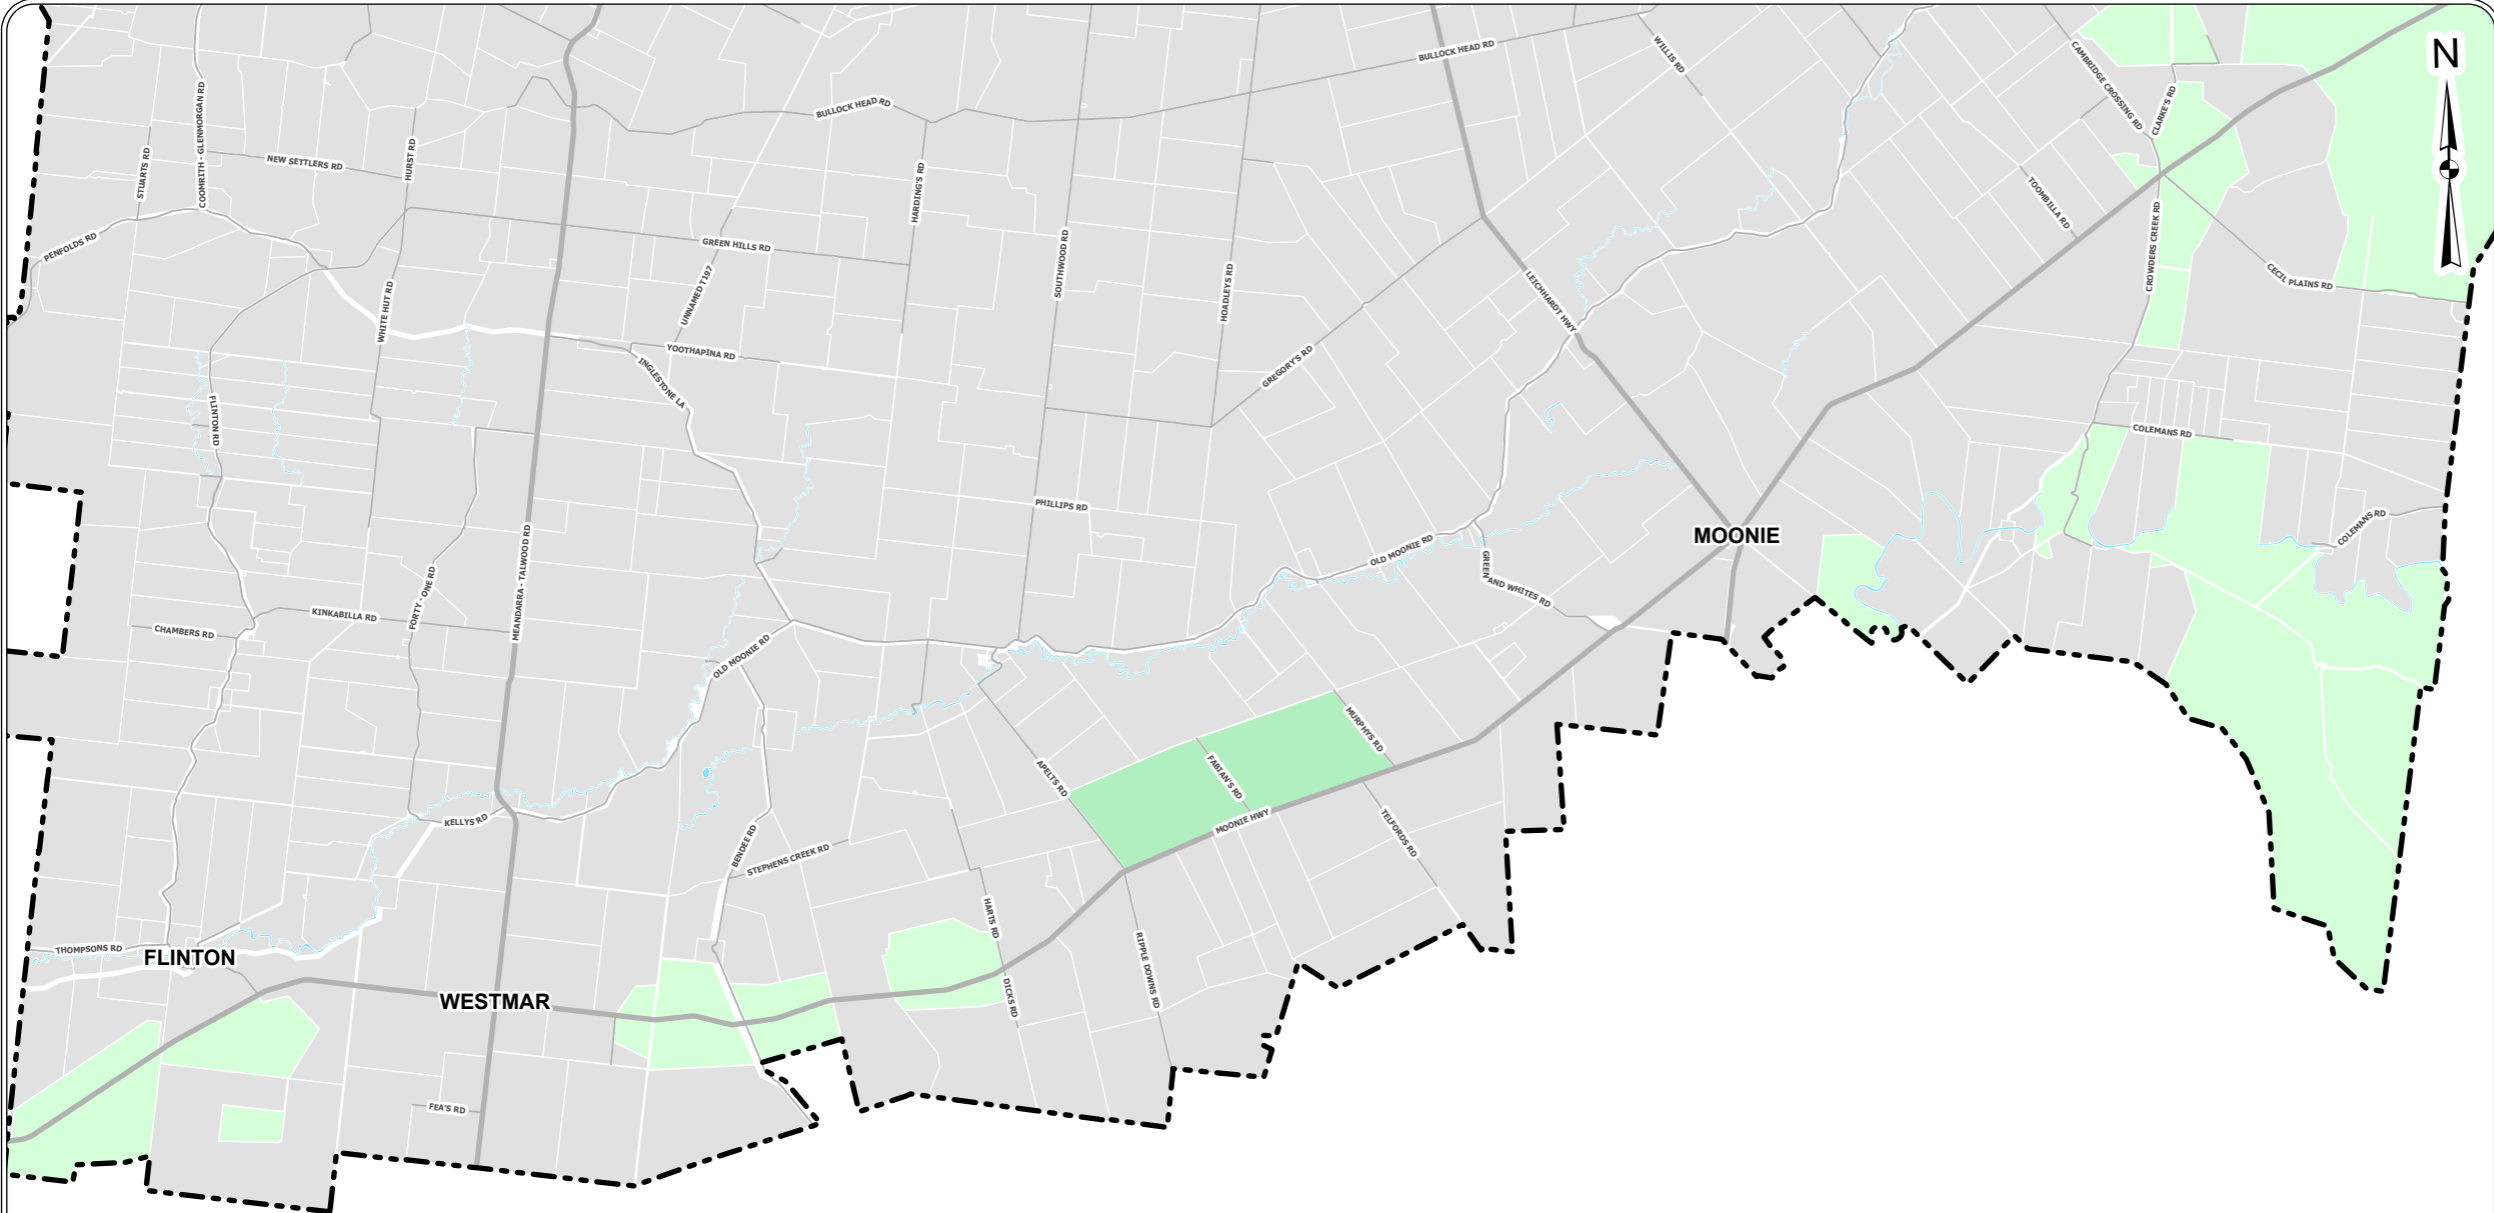 N
BULLOCK HEAD RD
WILLIS RD
CAMBRIDGE CROSSING RD
CLARKE'S RD
COOMRITH - GLENMORGAN RD
BULLOCK HEAD RD
STUARTS RD
NEW SETTLERS RD
HURST RD
HARDING'S RD
TOOMBILLA RD
PENFOLDS RD
GREEN HILLS RD
SOUTHWOOD RD
CROWDERS CREEK RD
UNNAMED T197
HOADLEYS RD
LEICHHARDT HWY
CECIL PLAINS RD
WHITE HUT RD
YOOTHAPINA RD
INGLESTONE LA
GREGORY'S RD
FLINTON RD
COLEMANS RD
PHILLIPS RD
MOONIE
COLEMANS RD
OLD MOONIE RD
MEANDARRA - TALWOOD RD
FORTY - ONE RD
GREEN AND WHITES RD
KINKABILLA RD
CHAMBERS RD
OLD MOONIE RD
MURPHYS RD
APELTS RD
FABIAN'S RD
KELLYS RD
MOONIE HWY
TELFORDS RD
BENDEE RD
STEPHENS CREEK RD
HARTS RD
THOMPSONS RD
FLINTON
RIPPLE DOWNS RD
WESTMAR
DICKS RD
FEA'S RD